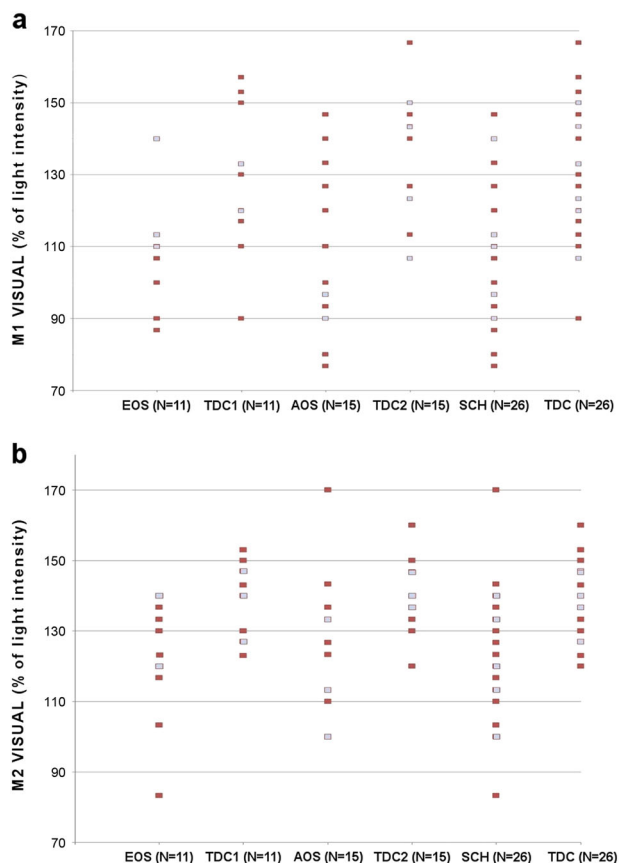 a
M1 VISUAL (% of light intensity)
170
150
130
110
90
70
EOS (N=11) TDC1 (N=11) AOS (N=15) TDC2 (N=15) SCH (N=26) TDC (N=26)
b
M2 VISUAL (% of light intensity)
170
150
130
110
90
70
EOS (N=11) TDC1 (N=11) AOS (N=15) TDC2 (N=15) SCH (N=26) TDC (N=26)